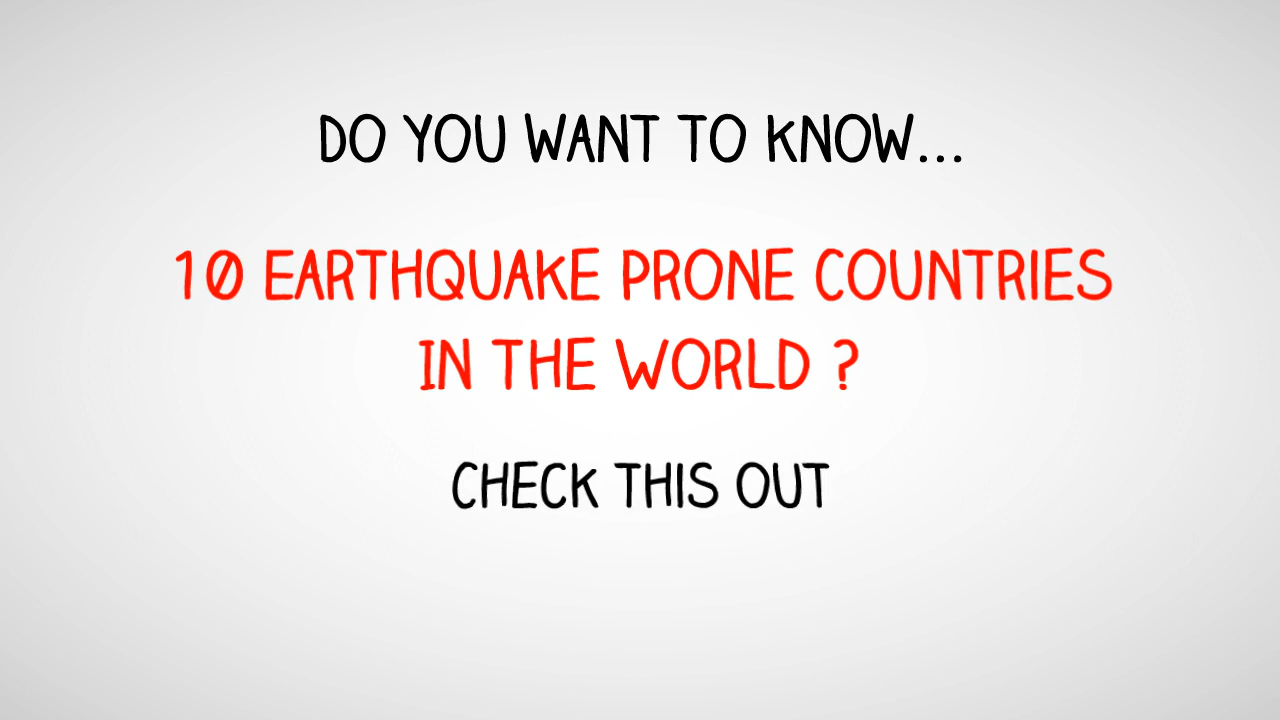 DO YOU WANT TO KNOW...
10 EARTHQUAKE PRONE COUNTRIES
IN THE WORLD ?
CHECK THIS OUT